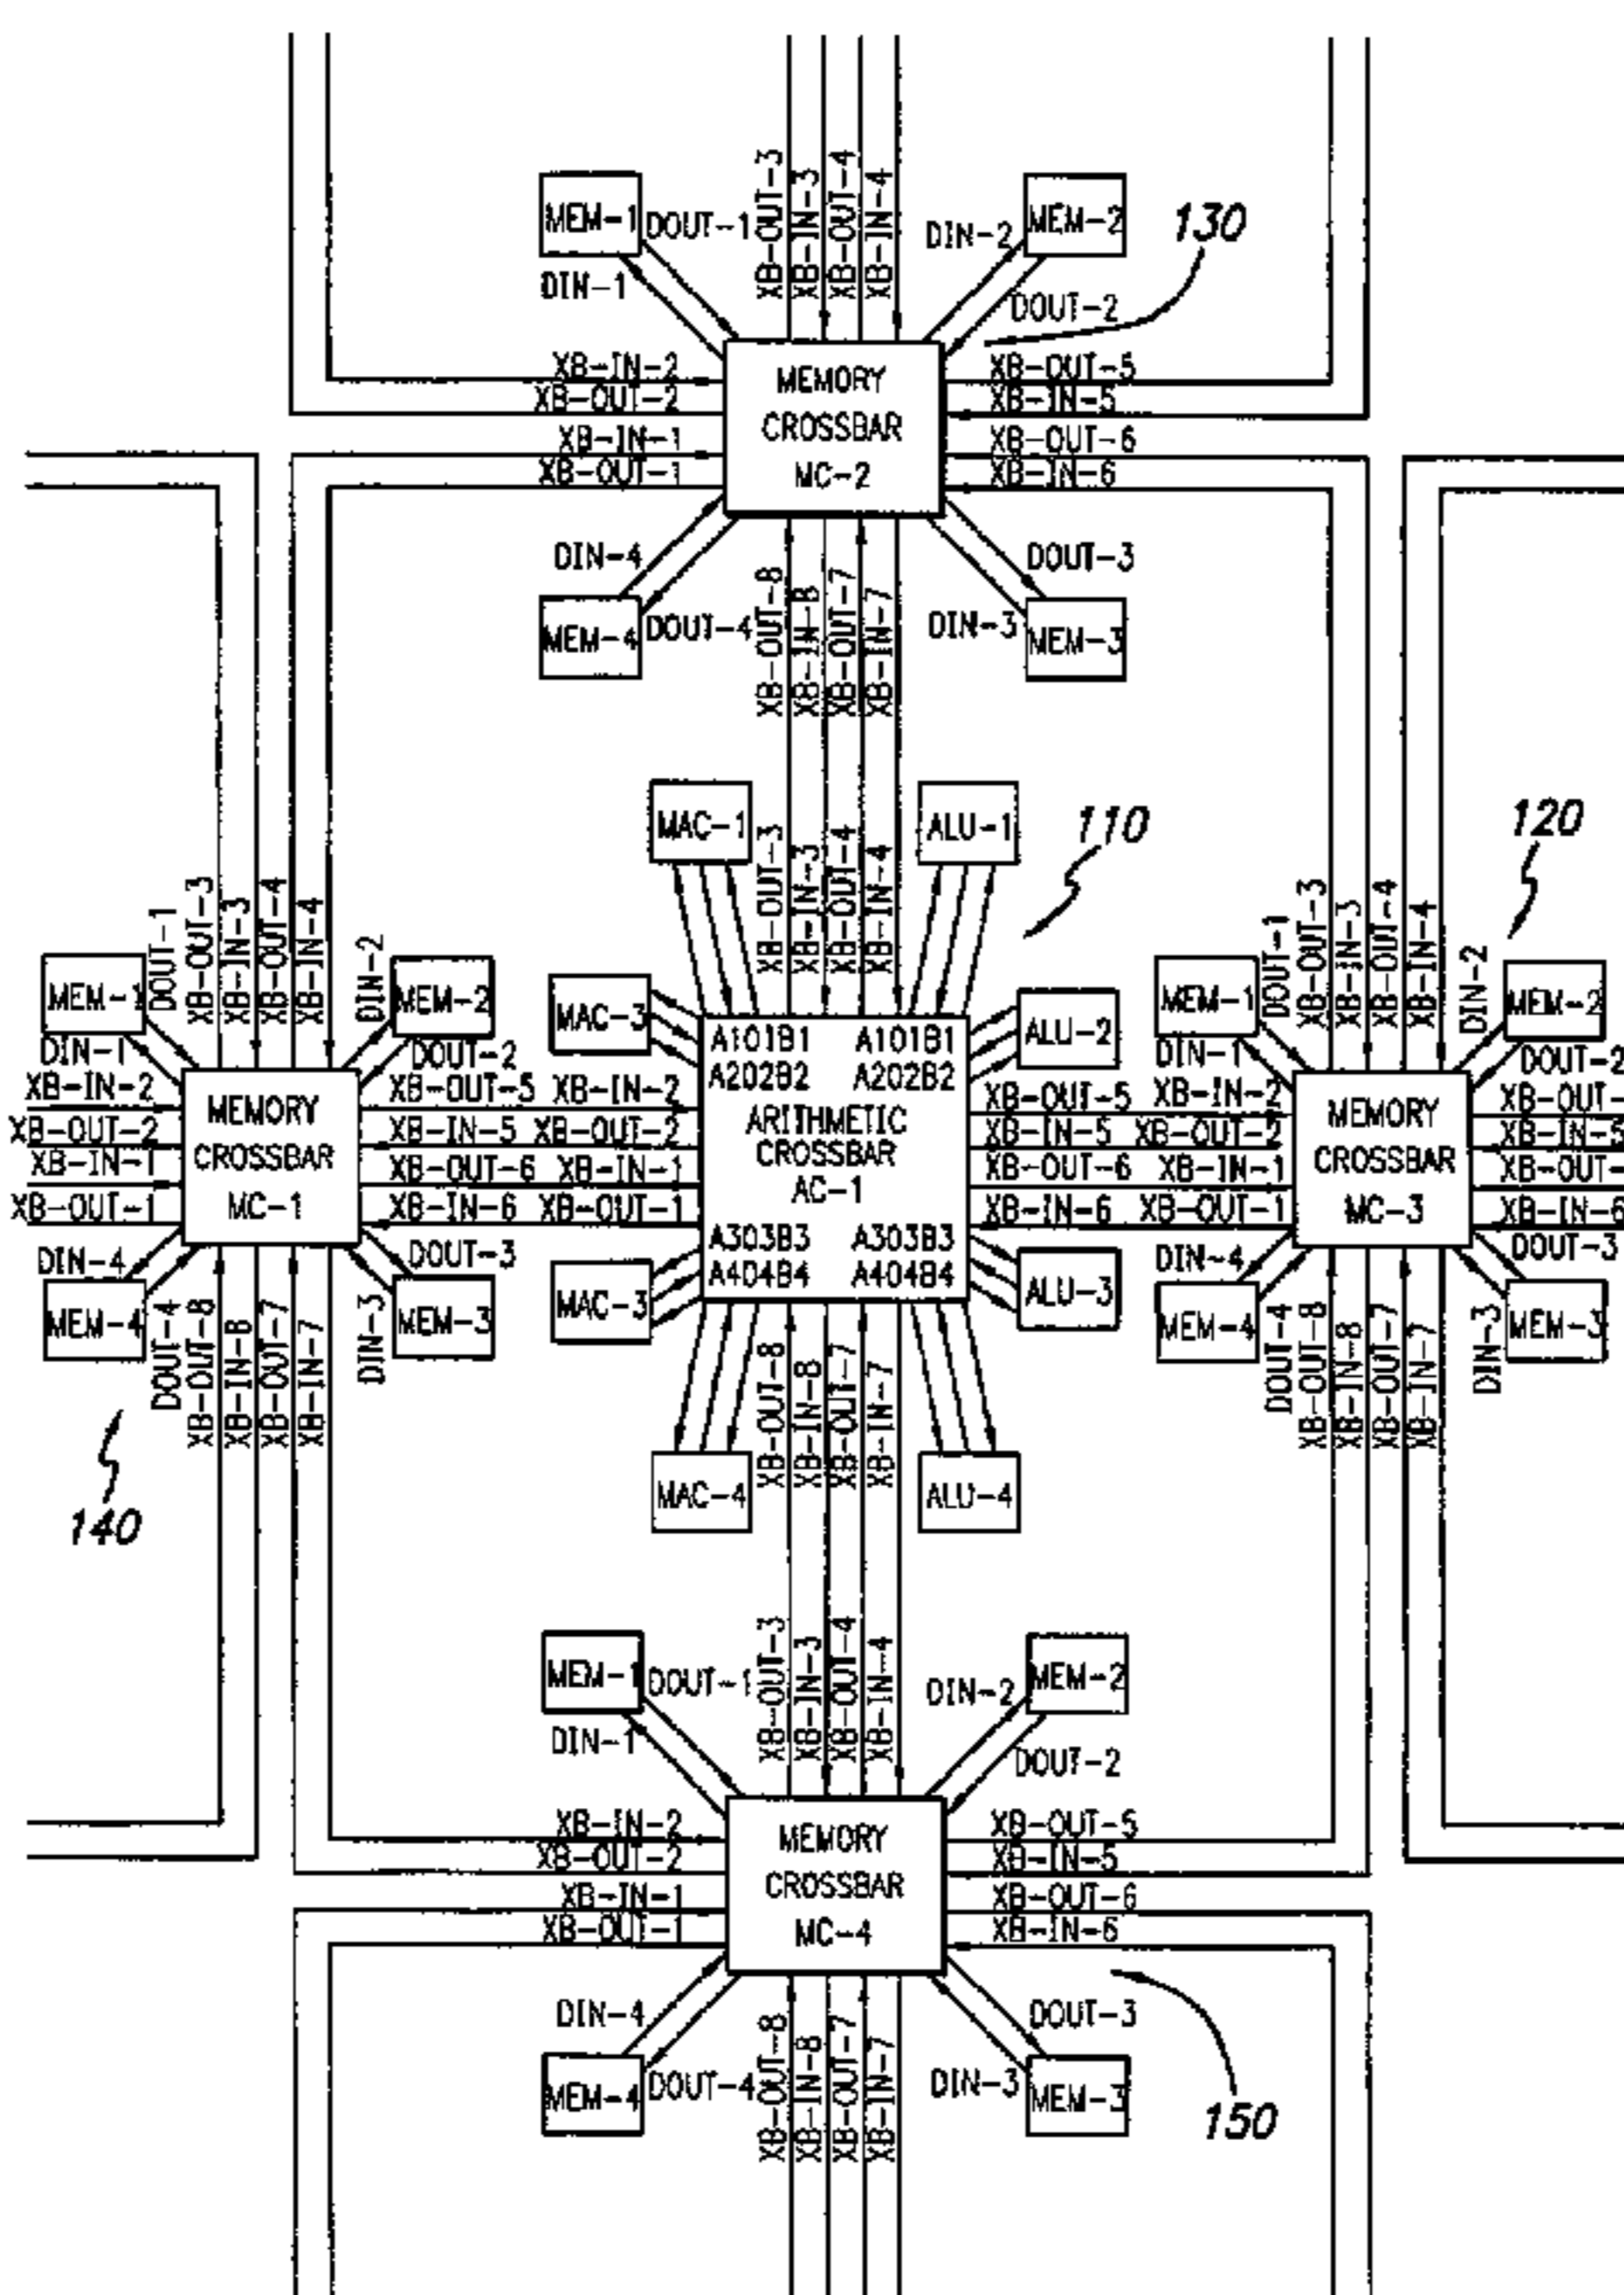 XB-OUT-3
XB-IN-3
XB-OUT-4
XB-IN-4
MEM-1
DOUT-1
DIN-1
DIN-2
MEM-2
DOUT-2
130
XB-IN-2
XB-OUT-2
XB-IN-1
XB-OUT-1
MEMORY
CROSSBAR
MC-2
XB-OUT-5
XB-IN-5
XB-OUT-6
XB-IN-6
DIN-4
MEM-4
DOUT-4
XB-OUT-8
XB-IN-8
XB-OUT-7
XB-IN-7
DOUT-3
DIN-3
MEM-3
MAC-1
XB-OUT-3
XB-IN-3
XB-OUT-4
XB-IN-4
ALU-1
110
120
MEM-1
DOUT-1
DIN-1
XB-OUT-3
XB-IN-3
XB-OUT-4
XB-IN-4
DIN-2
MEM-2
DOUT-2
XB-IN-2
XB-OUT-2
XB-IN-1
XB-OUT-1
MEMORY
CROSSBAR
MC-1
XB-OUT-5
XB-IN-5
XB-OUT-6
XB-IN-6
DIN-4
MEM-4
DOUT-4
XB-OUT-8
XB-IN-8
XB-OUT-7
XB-IN-7
DIN-3
DOUT-3
MEM-3
140
MAC-3
XB-IN-2
XB-OUT-2
XB-IN-1
XB-OUT-1
MAC-3
A101B1 A101B1
A202B2 A202B2
ARITHMETIC
CROSSBAR
AC-1
A303B3 A303B3
A404B4 A404B4
ALU-2
XB-OUT-5
XB-IN-5
XB-OUT-6
XB-IN-6
ALU-3
MAC-4
XB-OUT-8
XB-IN-8
XB-OUT-7
XB-IN-7
ALU-4
MEM-1
DOUT-1
DIN-1
XB-OUT-3
XB-IN-3
XB-OUT-4
XB-IN-4
DIN-2
MEM-2
DOUT-2
XB-IN-2
XB-OUT-2
XB-IN-1
XB-OUT-1
MEMORY
CROSSBAR
MC-3
XB-OUT-
XB-IN-5
XB-OUT-
XB-IN-6
DIN-4
MEM-4
DOUT-4
XB-OUT-8
XB-IN-8
XB-OUT-7
XB-IN-7
DIN-3
DOUT-3
MEM-3
MEM-1
DOUT-1
DIN-1
XB-OUT-3
XB-IN-3
XB-OUT-4
XB-IN-4
DIN-2
MEM-2
DOUT-2
XB-IN-2
XB-OUT-2
XB-IN-1
XB-OUT-1
MEMORY
CROSSBAR
MC-4
XB-OUT-5
XB-IN-5
XB-OUT-6
XB-IN-6
DIN-4
MEM-4
DOUT-4
XB-OUT-8
XB-IN-8
XB-OUT-7
XB-IN-7
DOUT-3
DIN-3
MEM-3
150